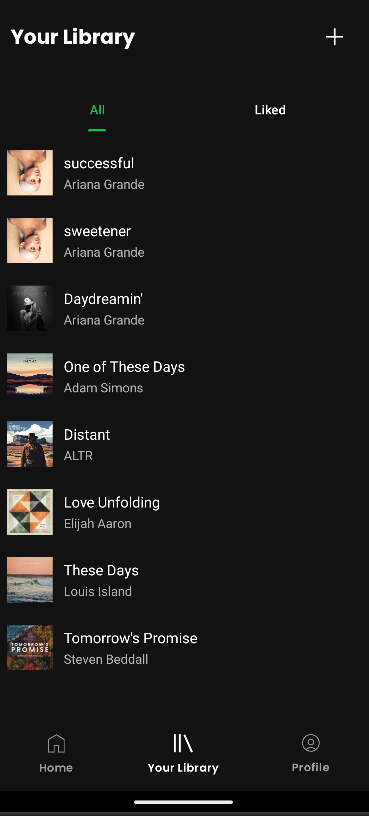 Your Library
All
Liked
successful
Ariana Grande
sweetener
Ariana Grande
Daydreamin'
Ariana Grande
One of These Days
Adam Simons
Distant
ALTR
Love Unfolding
Elijah Aaron
These Days
Louis Island
TOMORROW'S
PROMISE
Tomorrow's Promise
Steven Beddall
Home
Your Library
Profile